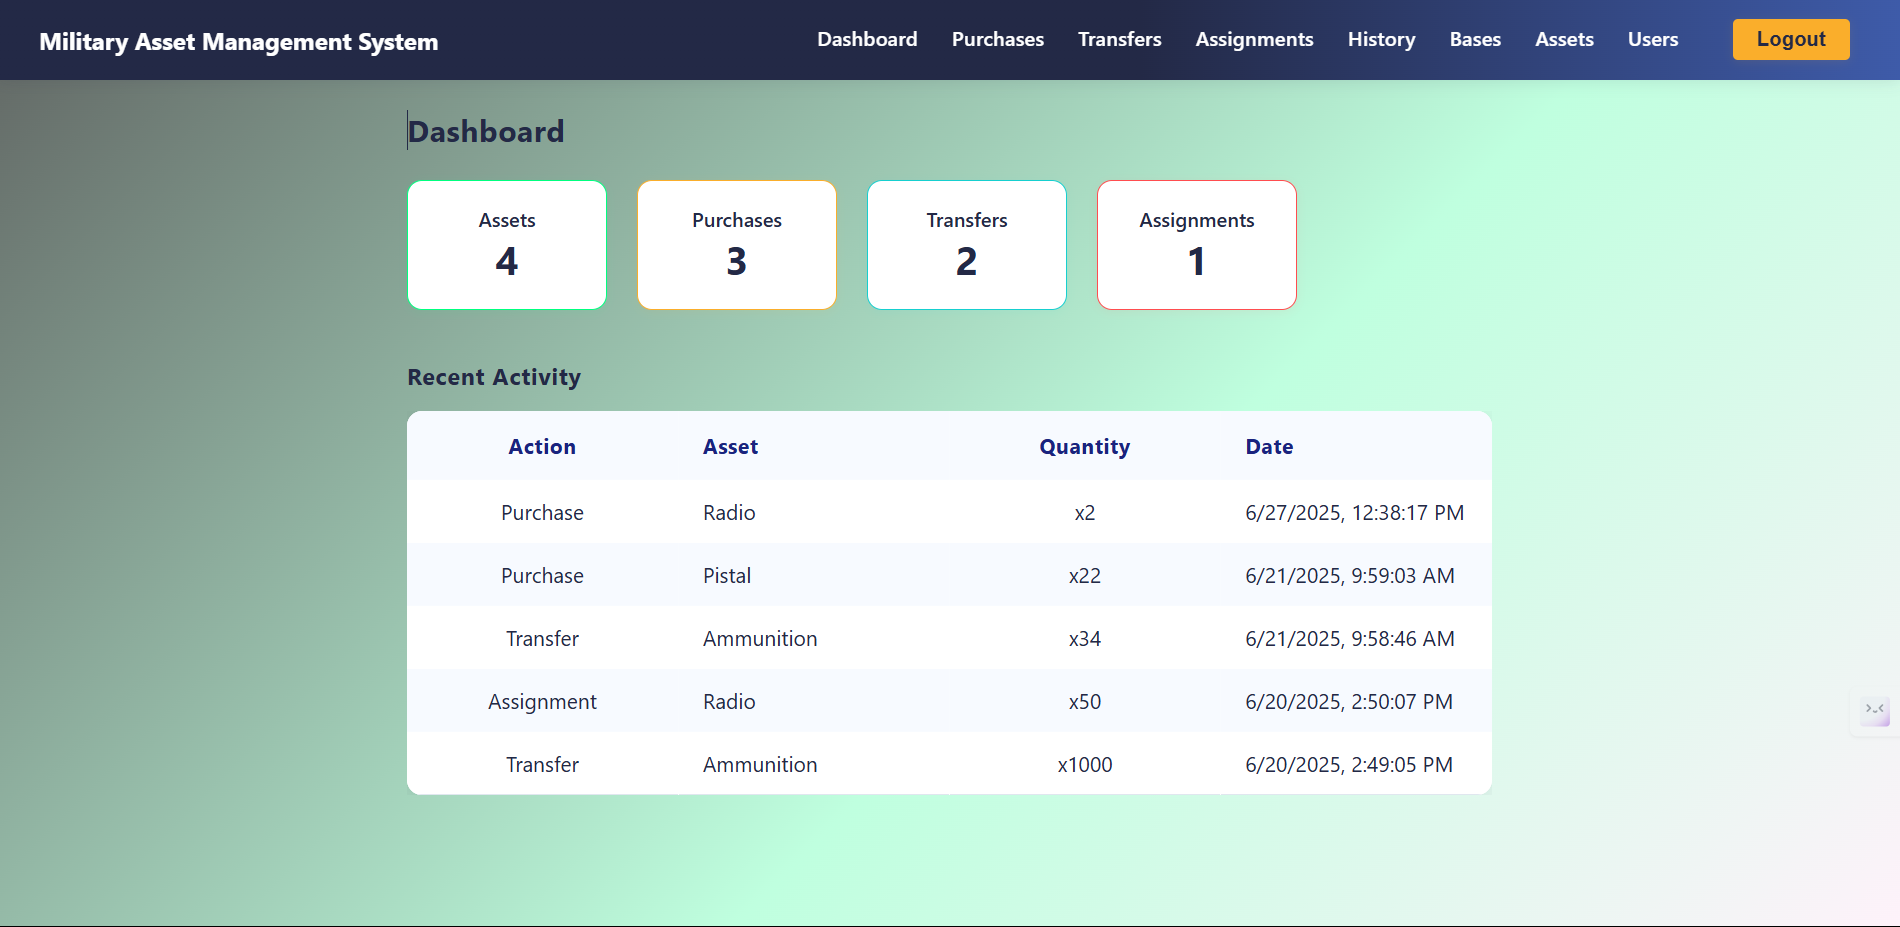 Military Asset Management System
Dashboard Purchases Transfers Assignments History Bases Assets Users Logout
Dashboard
Assets Purchases Transfers Assignments
4 3 2 1
Recent Activity
Action Asset Quantity Date
Purchase Radio x2 6/27/2025, 12:38:17 PM
Purchase Pistal x22 6/21/2025, 9:59:03 AM
Transfer Ammunition x34 6/21/2025, 9:58:46 AM
Assignment Radio x50 6/20/2025, 2:50:07 PM
Transfer Ammunition x1000 6/20/2025, 2:49:05 PM